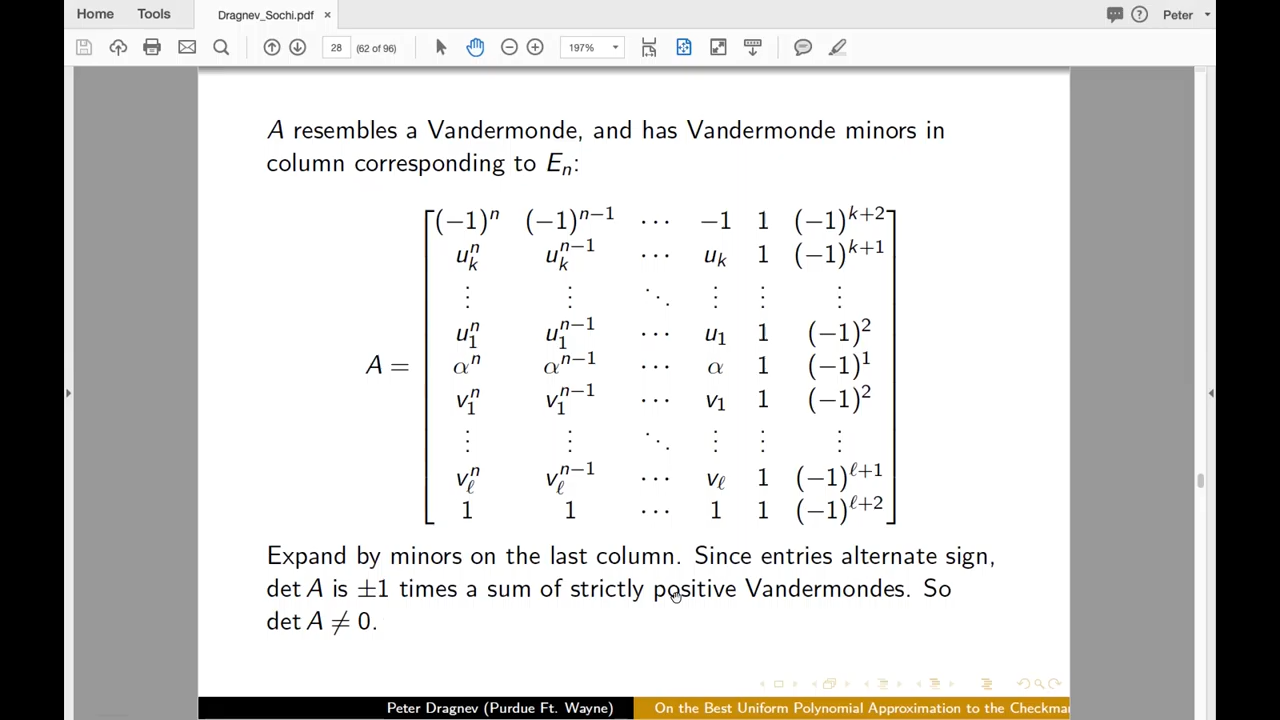 Home Tools Dragnev_Sochi.pdf × Peter
28 (62 of 96) 197%
A resembles a Vandermonde, and has Vandermonde minors in
column corresponding to Eₙ:
(−1)ⁿ (−1)ⁿ⁻¹ ⋯ −1 1 (−1)ᵏ⁺²
uₖⁿ uₖⁿ⁻¹ ⋯ uₖ 1 (−1)ᵏ⁺¹
⋮ ⋮ ⋱ ⋮ ⋮ ⋮
u₁ⁿ u₁ⁿ⁻¹ ⋯ u₁ 1 (−1)²
A = αⁿ αⁿ⁻¹ ⋯ α 1 (−1)¹
v₁ⁿ v₁ⁿ⁻¹ ⋯ v₁ 1 (−1)²
⋮ ⋮ ⋱ ⋮ ⋮ ⋮
v_ℓⁿ v_ℓⁿ⁻¹ ⋯ v_ℓ 1 (−1)^{ℓ+1}
1 1 ⋯ 1 1 (−1)^{ℓ+2}
Expand by minors on the last column. Since entries alternate sign,
det A is ±1 times a sum of strictly positive Vandermondes. So
det A ≠ 0.
Peter Dragnev (Purdue Ft. Wayne) On the Best Uniform Polynomial Approximation to the